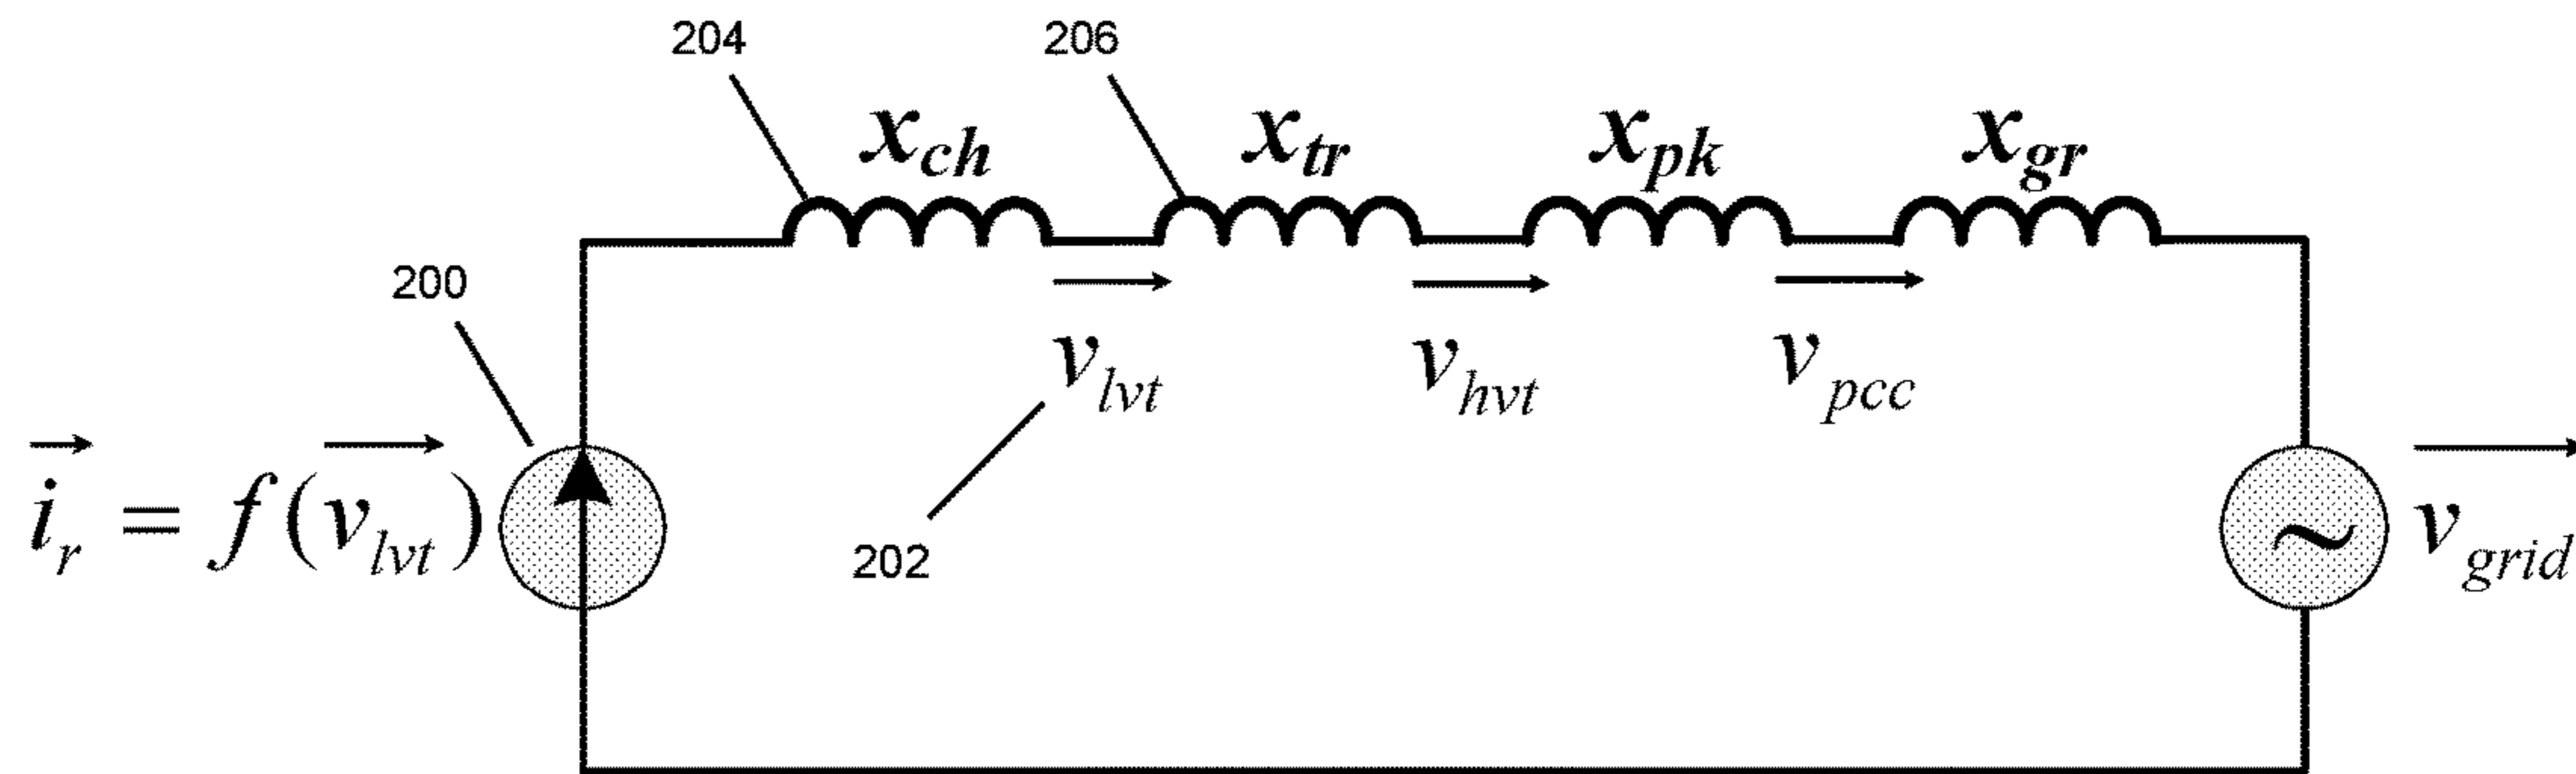 204 206
x_ch x_tr x_pk x_gr
200
v_lvt v_hvt v_pcc
i_r = f(v_lvt) ~ v_grid
202